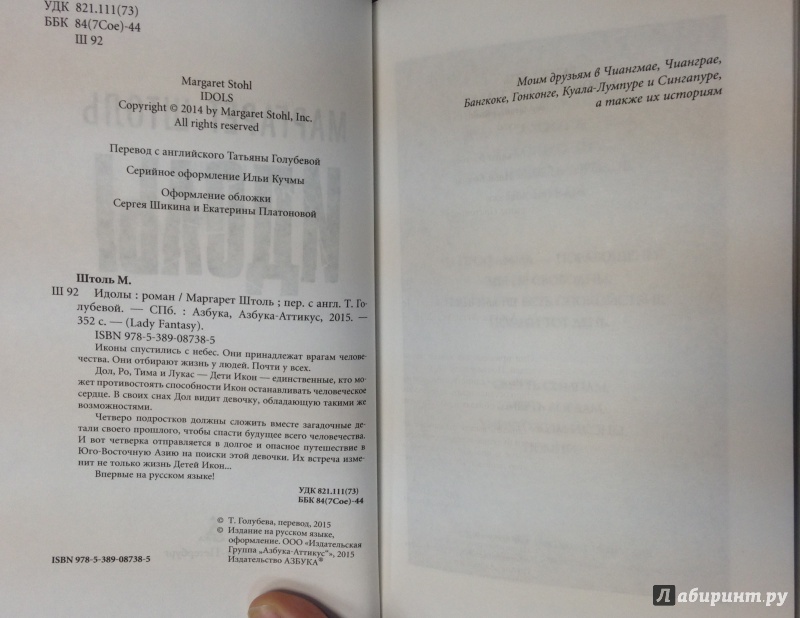 УДК 821.111(73)
ББК 84(7Сое)-44
Ш 92
Margaret Stohl
IDOLS
Copyright © 2014 by Margaret Stohl, Inc.
All rights reserved
Перевод с английского Татьяны Голубевой
Серийное оформление Ильи Кучмы
Оформление обложки
Сергея Шикина и Екатерины Платоновой
Штоль М.
Ш 92 Идолы : роман / Маргарет Штоль ; пер. с англ. Т. Го-
лубевой. — СПб. : Азбука, Азбука-Аттикус, 2015. —
352 с. — (Lady Fantasy).
ISBN 978-5-389-08738-5
Иконы спустились с небес. Они принадлежат врагам челове-
чества. Они отбирают жизнь у людей. Почти у всех.
Дол, Ро, Тима и Лукас — Дети Икон — единственные, кто мо-
жет противостоять способности Икон останавливать человеческое
сердце. В своих снах Дол видит девочку, обладающую такими же
возможностями.
Четверо подростков должны сложить вместе загадочные де-
тали своего прошлого, чтобы спасти будущее всего человечества.
И вот четверка отправляется в долгое и опасное путешествие в
Юго-Восточную Азию на поиски этой девочки. Их встреча изме-
нит не только жизнь Детей Икон...
Впервые на русском языке!
УДК 821.111(73)
ББК 84(7Сое)-44
© Т. Голубева, перевод, 2015
© Издание на русском языке,
оформление. ООО «Издательская
Группа „Азбука-Аттикус“», 2015
Издательство АЗБУКА®
ISBN 978-5-389-08738-5
Моим друзьям в Чиангмае, Чианграе,
Бангкоке, Гонконге, Куала-Лумпуре и Сингапуре,
а также их историям
Лабиринт.ру